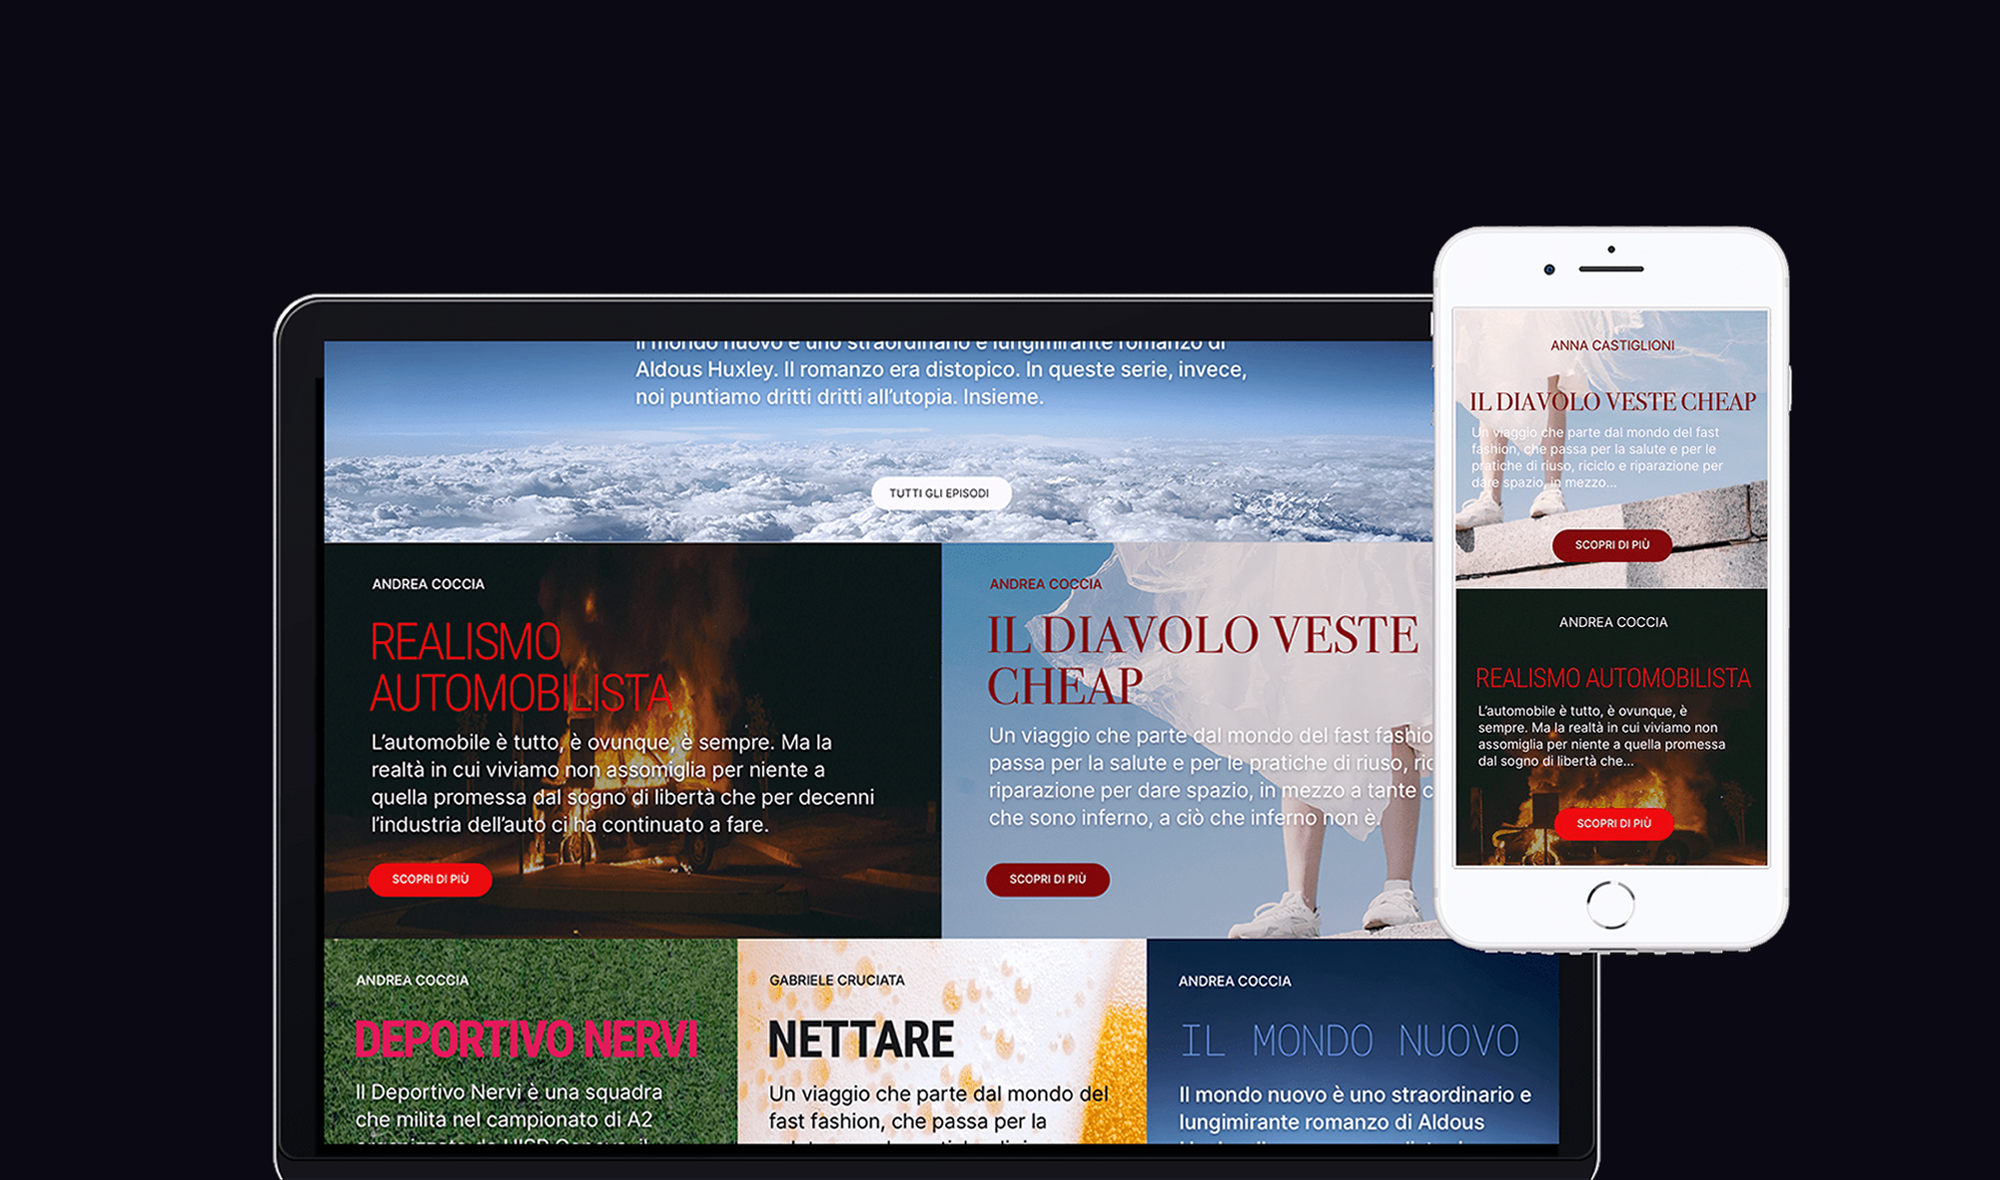 Il mondo nuovo è uno straordinario e lungimirante romanzo di
Aldous Huxley. Il romanzo era distopico. In queste serie, invece,
noi puntiamo dritti dritti all'utopia. Insieme.
TUTTI GLI EPISODI
ANDREA COCCIA
REALISMO
AUTOMOBILISTA
L'automobile è tutto, è ovunque, è sempre. Ma la
realtà in cui viviamo non assomiglia per niente a
quella promessa dal sogno di libertà che per decenni
l'industria dell'auto ci ha continuato a fare.
SCOPRI DI PIÙ
ANDREA COCCIA
IL DIAVOLO VESTE
CHEAP
Un viaggio che parte dal mondo del fast fashio
passa per la salute e per le pratiche di riuso, ric
riparazione per dare spazio, in mezzo a tante c
che sono inferno, a ciò che inferno non è.
SCOPRI DI PIÙ
ANDREA COCCIA
DEPORTIVO NERVI
Il Deportivo Nervi è una squadra
che milita nel campionato di A2
GABRIELE CRUCIATA
NETTARE
Un viaggio che parte dal mondo del
fast fashion, che passa per la
ANDREA COCCIA
IL MONDO NUOVO
Il mondo nuovo è uno straordinario e
lungimirante romanzo di Aldous
ANNA CASTIGLIONI
IL DIAVOLO VESTE CHEAP
Un viaggio che parte dal mondo del fast
fashion, che passa per la salute e per le
pratiche di riuso, riciclo e riparazione per
dare spazio, in mezzo...
SCOPRI DI PIÙ
ANDREA COCCIA
REALISMO AUTOMOBILISTA
L'automobile è tutto, è ovunque, è
sempre. Ma la realtà in cui viviamo non
assomiglia per niente a quella promessa
dal sogno di libertà che...
SCOPRI DI PIÙ